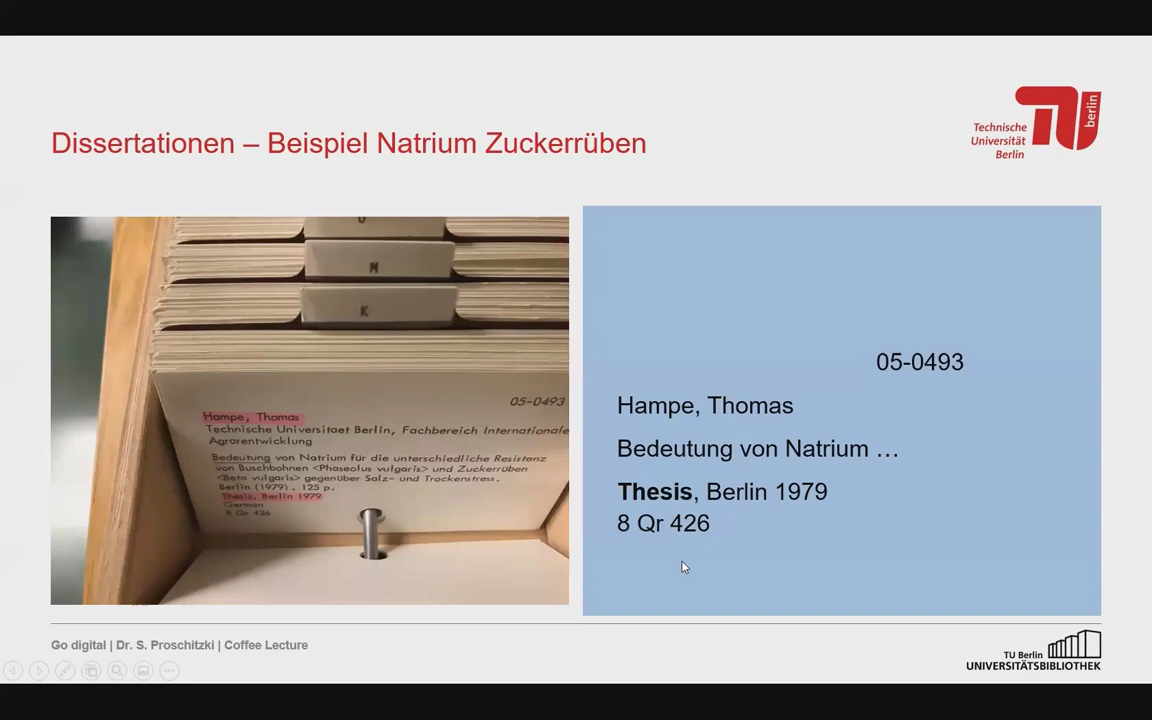 Dissertationen – Beispiel Natrium Zuckerrüben
Technische
Universität
Berlin
berlin
M
K
05-0493
Hampe, Thomas
Technische Universitaet Berlin, Fachbereich Internationale
Agrarentwicklung
Bedeutung von Natrium für die unterschiedliche Resistenz
von Buschbohnen <Phaseolus vulgaris> und Zuckerrüben
<Beta vulgaris> gegenüber Salz- und Trockenstress.
Berlin (1979). 125 p.
Thesis, Berlin 1979
German
8 Qr 426
05-0493
Hampe, Thomas
Bedeutung von Natrium …
Thesis, Berlin 1979
8 Qr 426
Go digital | Dr. S. Proschitzki | Coffee Lecture
TU Berlin
UNIVERSITÄTSBIBLIOTHEK